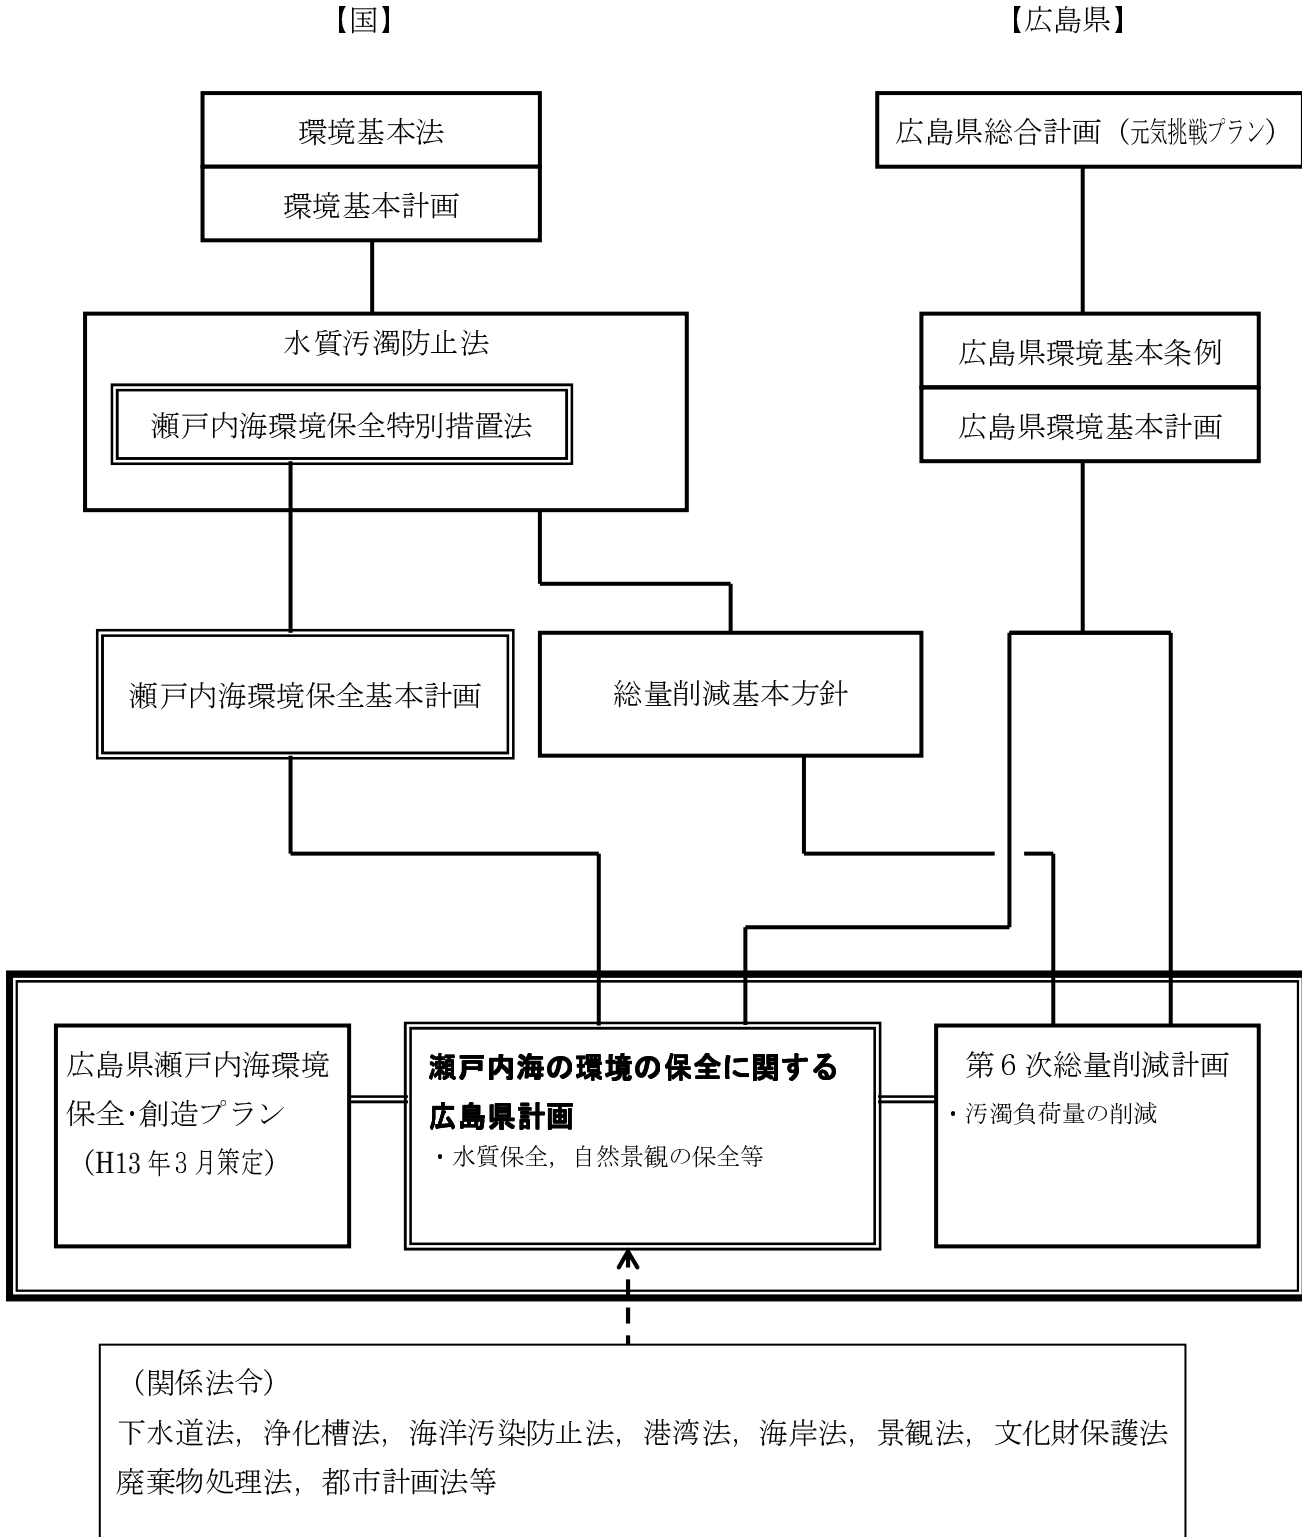 【国】
【広島県】
環境基本法
環境基本計画
広島県総合計画（元気挑戦プラン）
水質汚濁防止法
瀬戸内海環境保全特別措置法
広島県環境基本条例
広島県環境基本計画
瀬戸内海環境保全基本計画
総量削減基本方針
広島県瀬戸内海環境
保全・創造プラン
（H13年3月策定）
瀬戸内海の環境の保全に関する
広島県計画
・水質保全，自然景観の保全等
第６次総量削減計画
・汚濁負荷量の削減
（関係法令）
下水道法，浄化槽法，海洋汚染防止法，港湾法，海岸法，景観法，文化財保護法
廃棄物処理法，都市計画法等